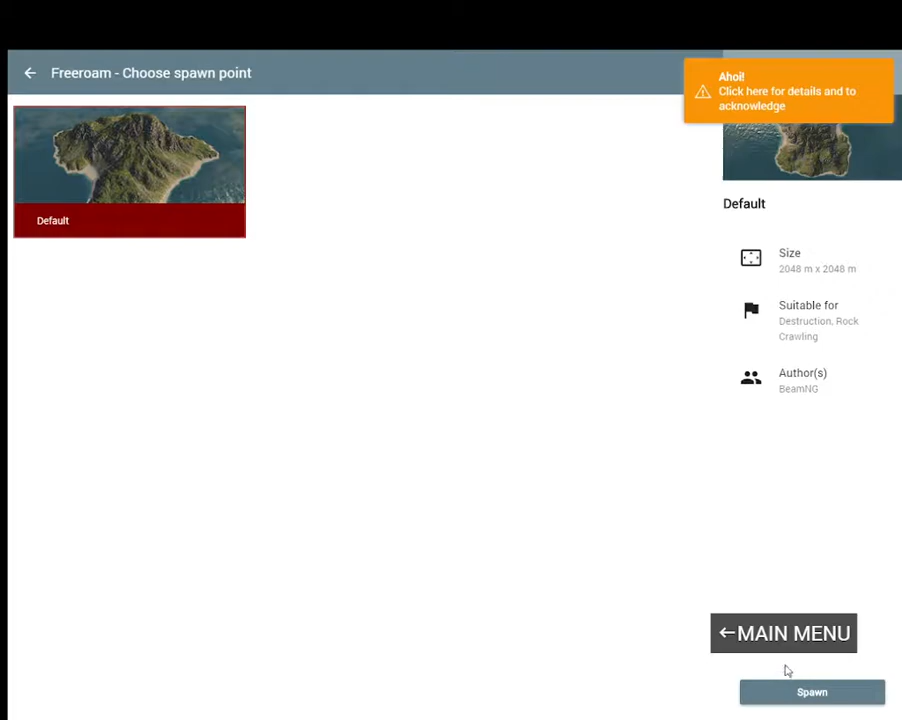 Freeroam - Choose spawn point
Ahoi!
Click here for details and to
acknowledge
Default
Default
Size
2048 m x 2048 m
Suitable for
Destruction, Rock
Crawling
Author(s)
BeamNG
←MAIN MENU
Spawn